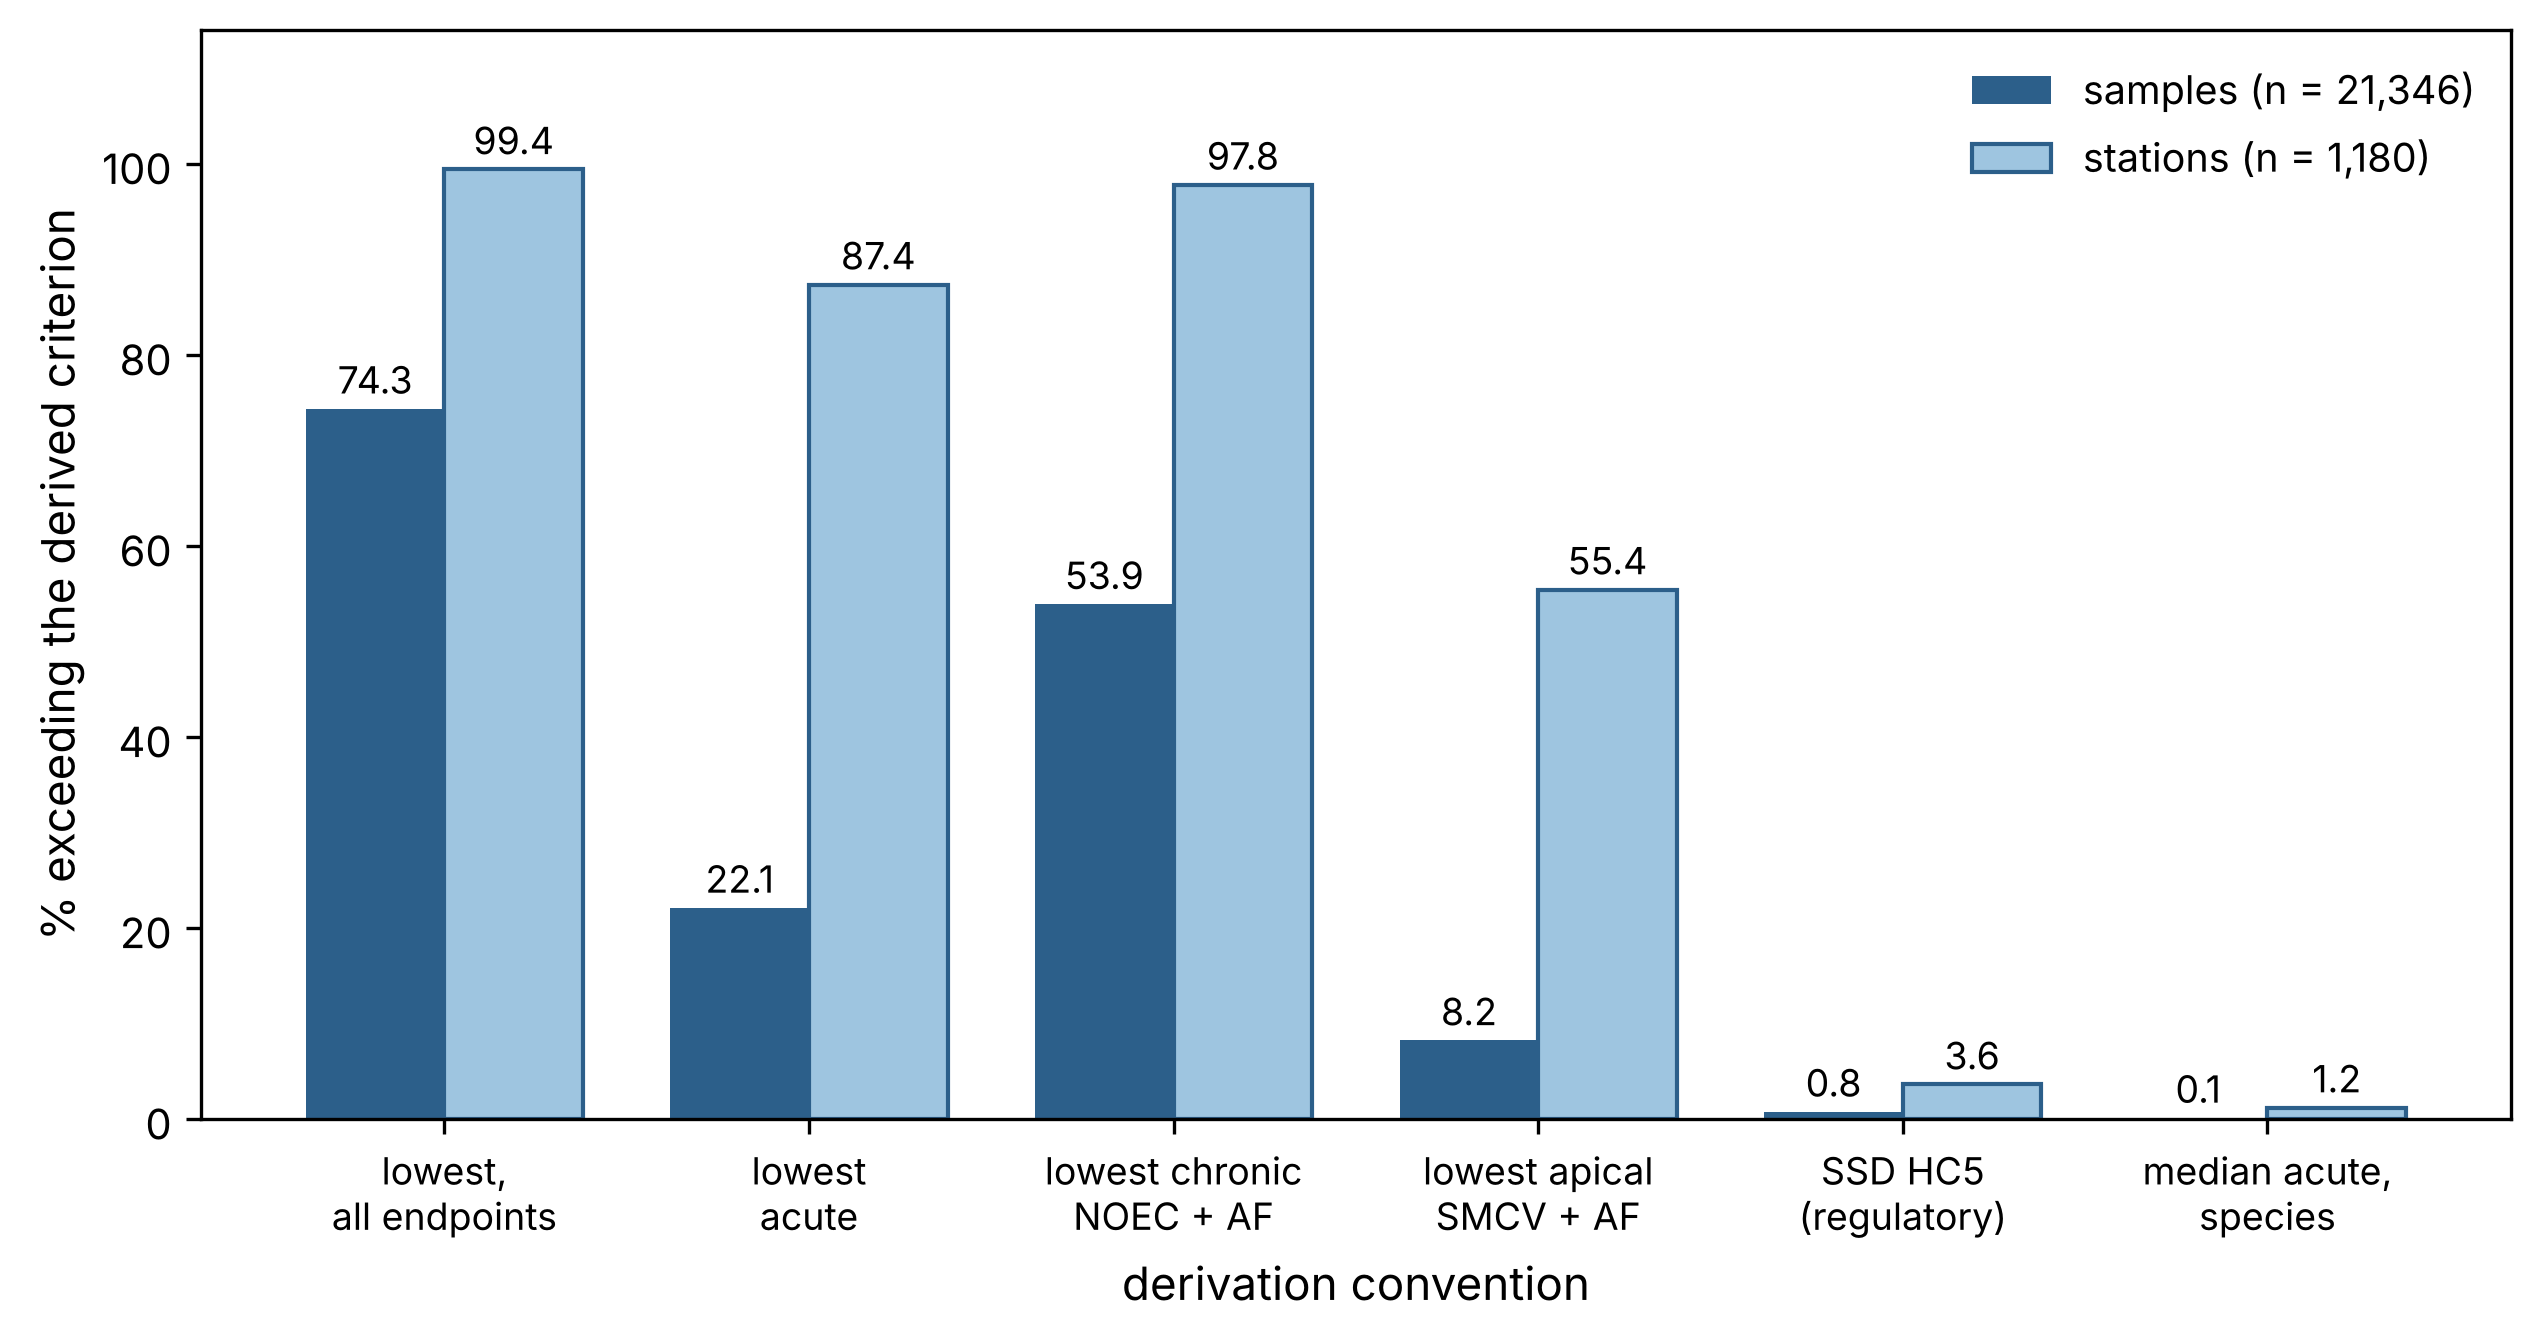 samples (n = 21,346)
stations (n = 1,180)
% exceeding the derived criterion
100
80
60
40
20
0
74.3
99.4
22.1
87.4
53.9
97.8
8.2
55.4
0.8
3.6
0.1
1.2
lowest,
all endpoints
lowest
acute
lowest chronic
NOEC + AF
lowest apical
SMCV + AF
SSD HC5
(regulatory)
median acute,
species
derivation convention